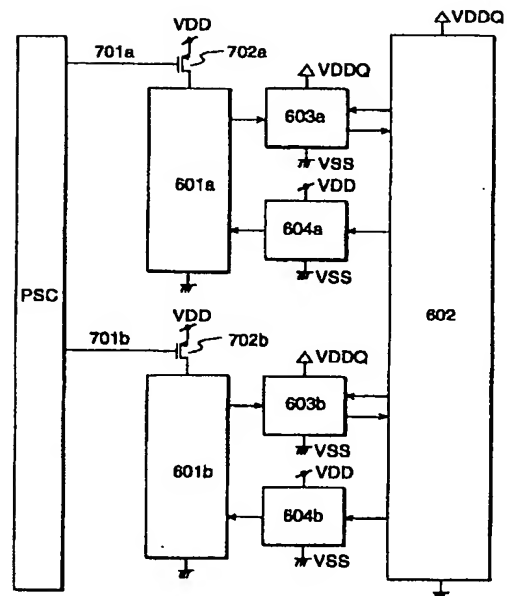 VDDQ
VDD
701a
702a
VDDQ
603a
VSS
601a
VDD
604a
VSS
PSC
602
VDD
701b
702b
VDDQ
603b
VSS
601b
VDD
604b
VSS